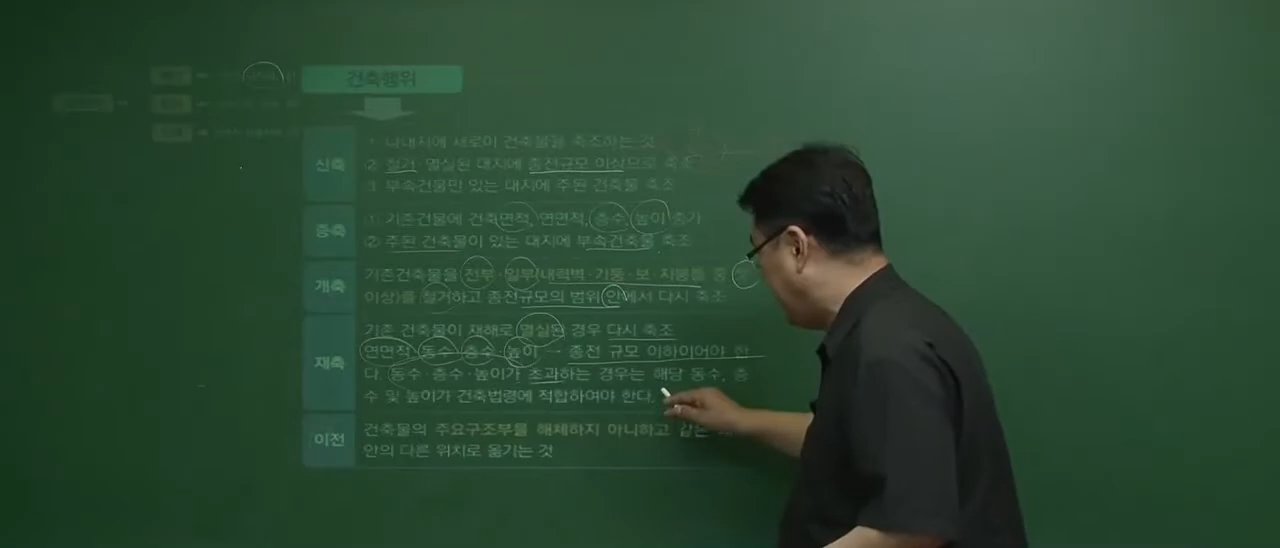 건축행위
신축
1. 나대지에 새로이 건축물을 축조하는 것
② 철거·멸실된 대지에 종전규모 이상으로 축조
3. 부속건물만 있는 대지에 주된 건축물 축조
증축
① 기존건물에 건축면적, 연면적, 층수, 높이 증가
② 주된 건축물이 있는 대지에 부속건축물 축조
개축
기존건축물을 전부·일부(내력벽·기둥·보·지붕틀 중
이상)를 철거하고 종전규모의 범위 안에서 다시 축조
재축
기존 건축물이 재해로 멸실된 경우 다시 축조
연면적·동수·층수·높이 → 종전 규모 이하이어야 한
다. 동수·층수·높이가 초과하는 경우는 해당 동수, 층
수 및 높이가 건축법령에 적합하여야 한다.
이전
건축물의 주요구조부를 해체하지 아니하고 같은
안의 다른 위치로 옮기는 것